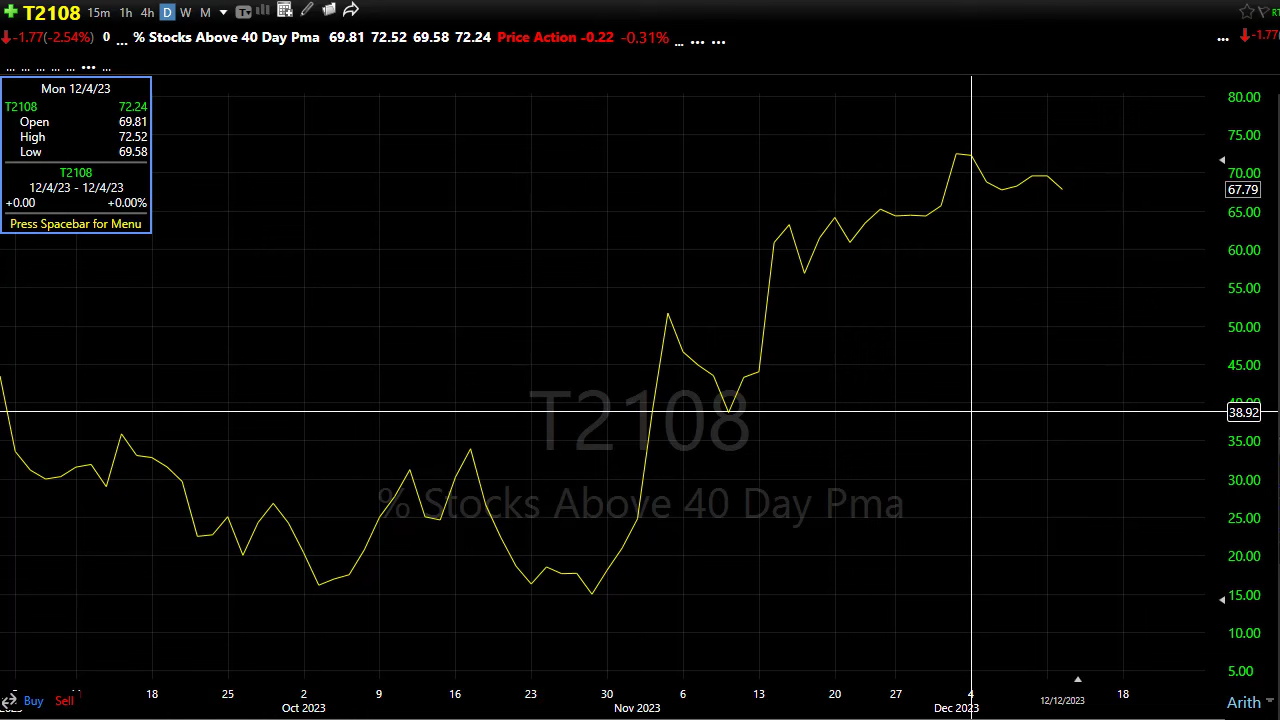 T2108 15m 1h 4h D W M T
-1.77(-2.54%) 0 ... % Stocks Above 40 Day Pma 69.81 72.52 69.58 72.24 Price Action -0.22 -0.31% ... ... ... ... -1.77
... ... ... ... ... ... ...
Mon 12/4/23
T2108 72.24
Open 69.81
High 72.52
Low 69.58
T2108
12/4/23 - 12/4/23
+0.00 +0.00%
Press Spacebar for Menu
80.00
75.00
70.00
67.79
65.00
60.00
55.00
50.00
45.00
40.00
38.92
35.00
30.00
25.00
20.00
15.00
10.00
5.00
T2108
% Stocks Above 40 Day Pma
18 25 2 9 16 23 30 6 13 20 27 4 12/12/2023 18
Buy Sell Oct 2023 Nov 2023 Dec 2023 Arith